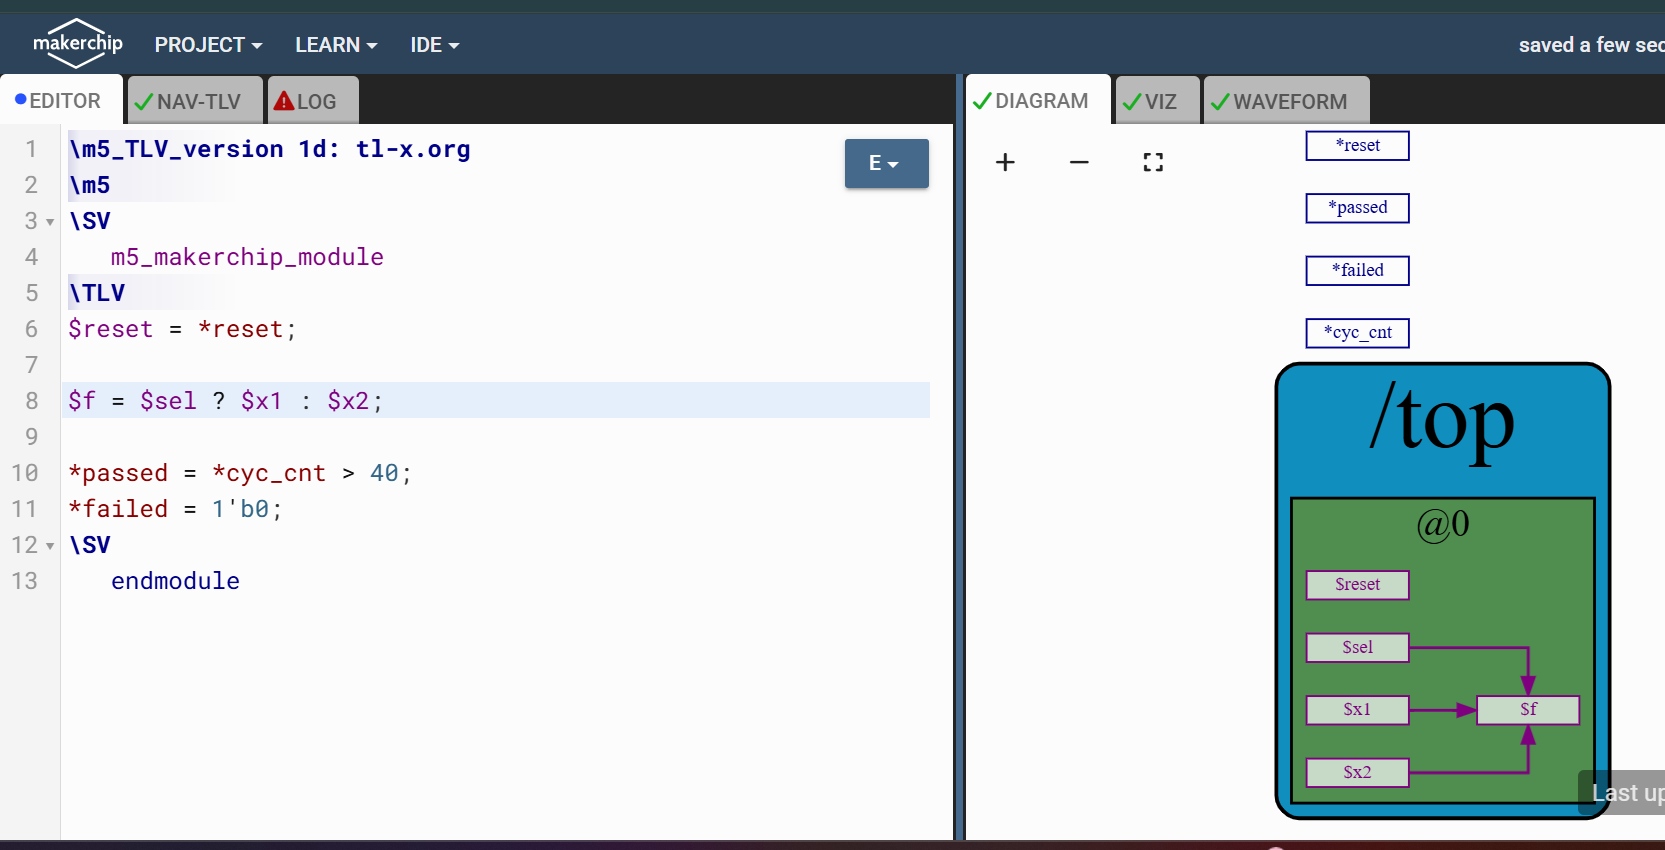 makerchip PROJECT LEARN IDE saved a few sec
EDITOR NAV-TLV LOG DIAGRAM VIZ WAVEFORM
1 \m5_TLV_version 1d: tl-x.org
2 \m5
3 \SV
4 m5_makerchip_module
5 \TLV
6 $reset = *reset;
7
8 $f = $sel ? $x1 : $x2;
9
10 *passed = *cyc_cnt > 40;
11 *failed = 1'b0;
12 \SV
13 endmodule
E
*reset
*passed
*failed
*cyc_cnt
/top
@0
$reset
$sel
$x1
$f
$x2
Last up